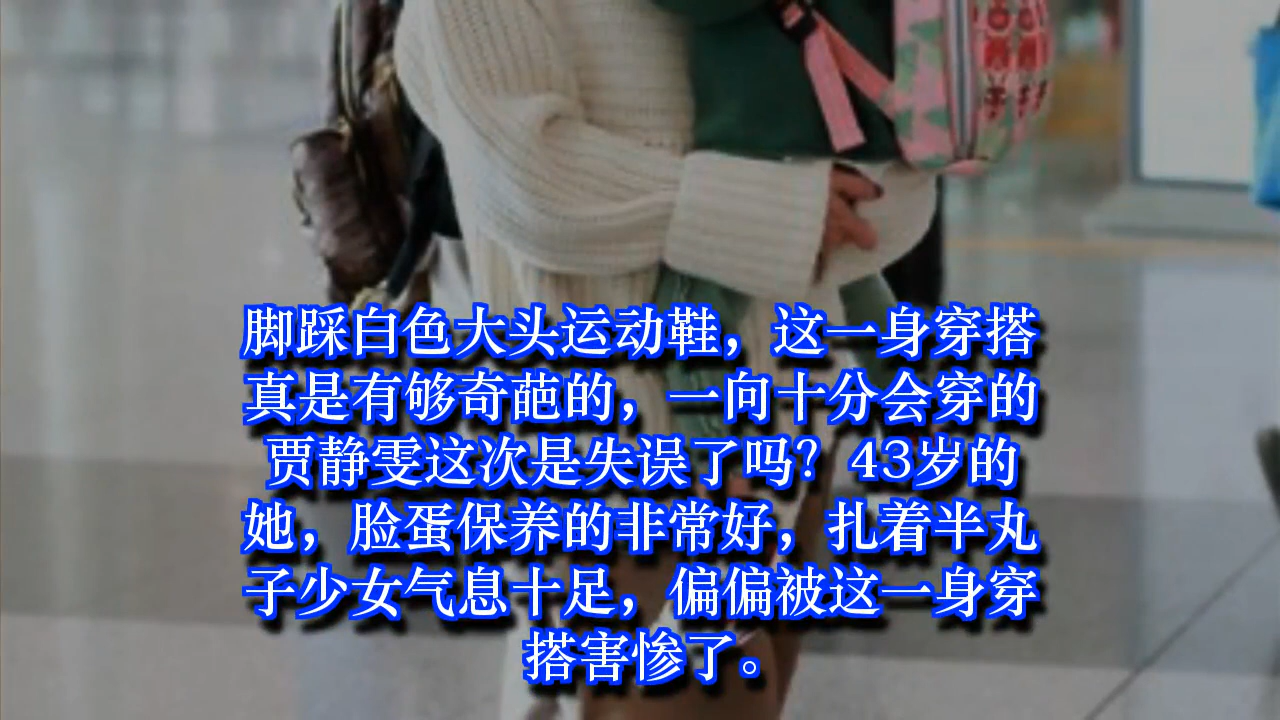 脚踩白色大头运动鞋，这一身穿搭
真是有够奇葩的，一向十分会穿的
贾静雯这次是失误了吗？43岁的
她，脸蛋保养的非常好，扎着半丸
子少女气息十足，偏偏被这一身穿
搭害惨了。